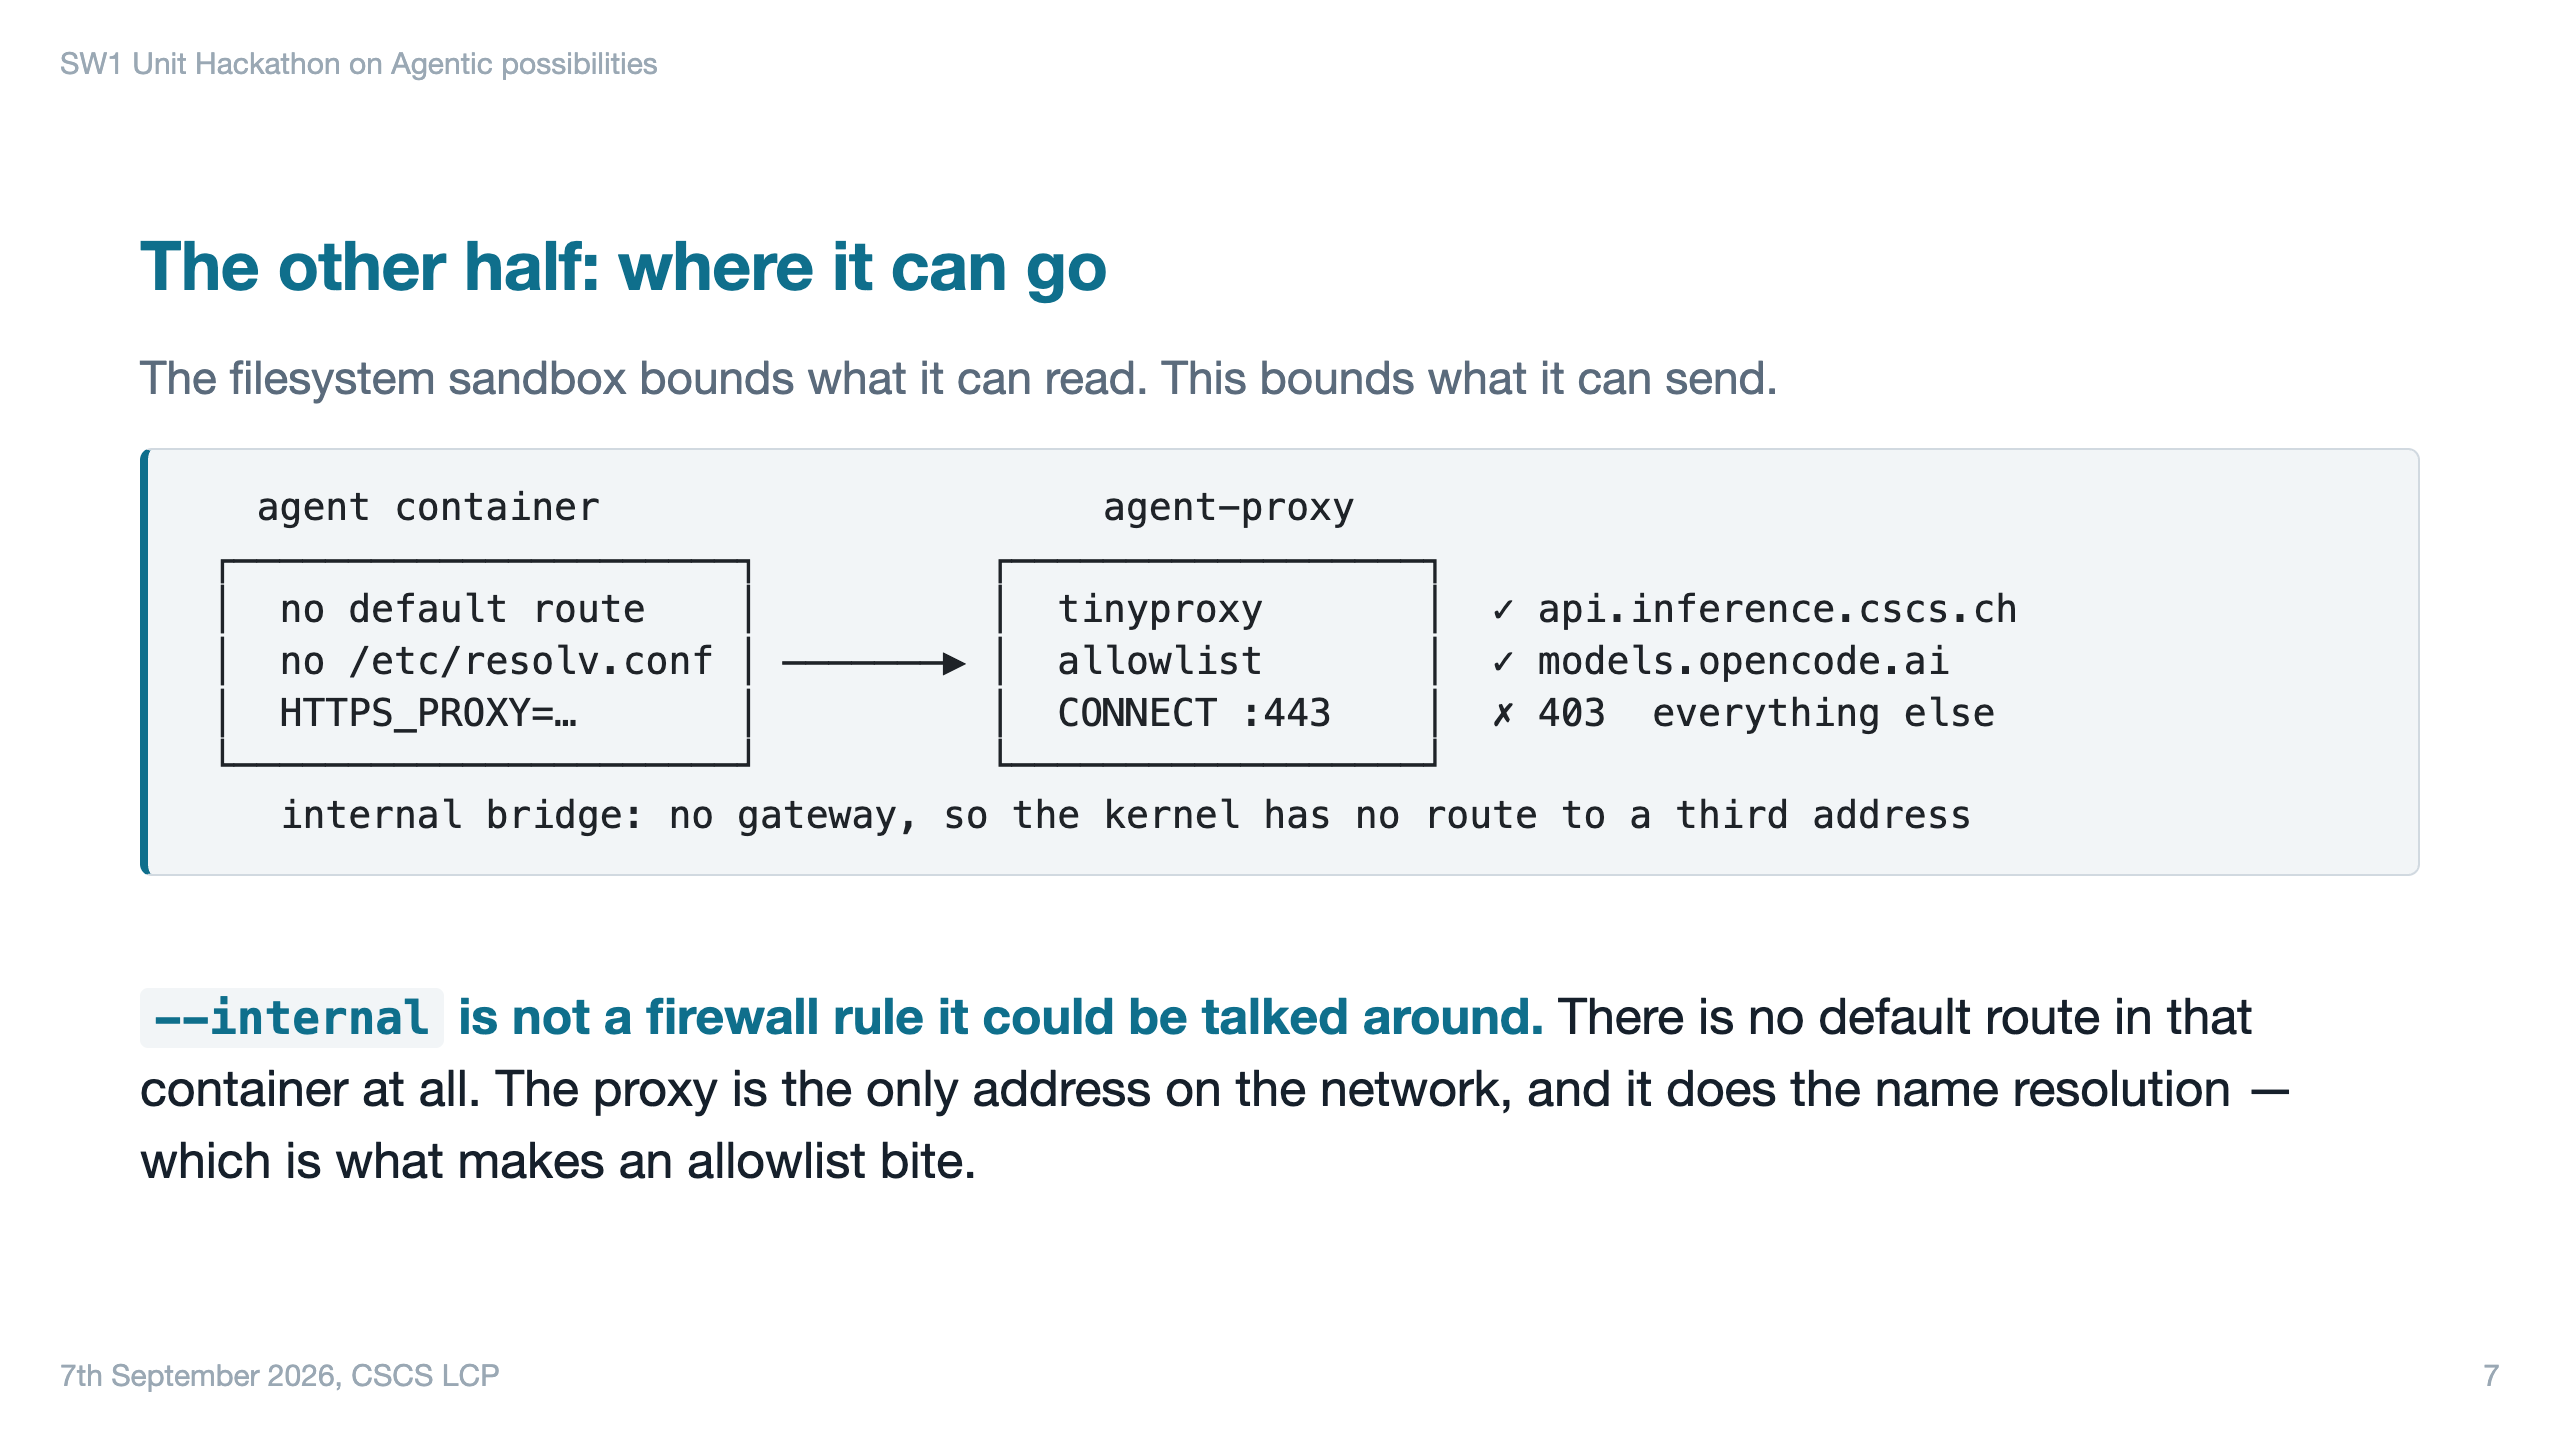 SW1 Unit Hackathon on Agentic possibilities
The other half: where it can go
The filesystem sandbox bounds what it can read. This bounds what it can send.
agent container agent-proxy
no default route tinyproxy ✓ api.inference.cscs.ch
no /etc/resolv.conf allowlist ✓ models.opencode.ai
HTTPS_PROXY=… CONNECT :443 ✗ 403 everything else
internal bridge: no gateway, so the kernel has no route to a third address
--internal is not a firewall rule it could be talked around. There is no default route in that
container at all. The proxy is the only address on the network, and it does the name resolution —
which is what makes an allowlist bite.
7th September 2026, CSCS LCP
7